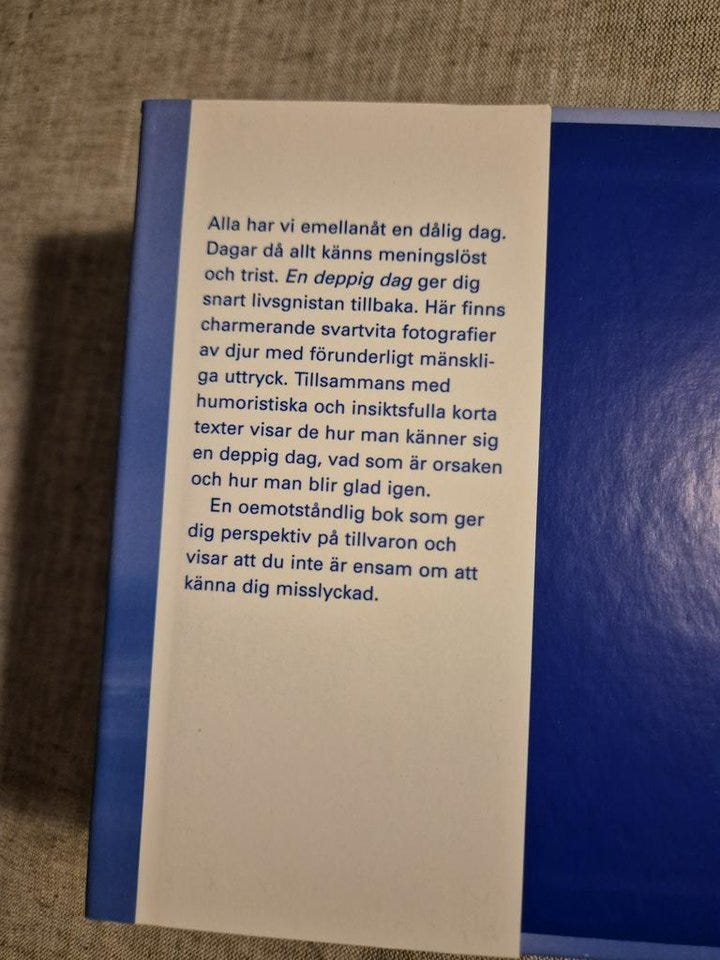 Alla har vi emellanåt en dålig dag.
Dagar då allt känns meningslöst
och trist. En deppig dag ger dig
snart livsgnistan tillbaka. Här finns
charmerande svartvita fotografier
av djur med förunderligt mänskli-
ga uttryck. Tillsammans med
humoristiska och insiktsfulla korta
texter visar de hur man känner sig
en deppig dag, vad som är orsaken
och hur man blir glad igen.
En oemotståndlig bok som ger
dig perspektiv på tillvaron och
visar att du inte är ensam om att
känna dig misslyckad.